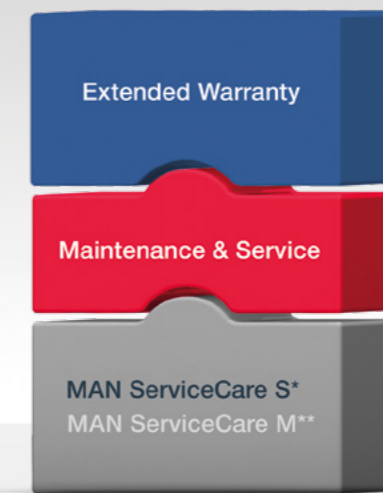 Extended Warranty
Maintenance & Service
MAN ServiceCare S*
MAN ServiceCare M**